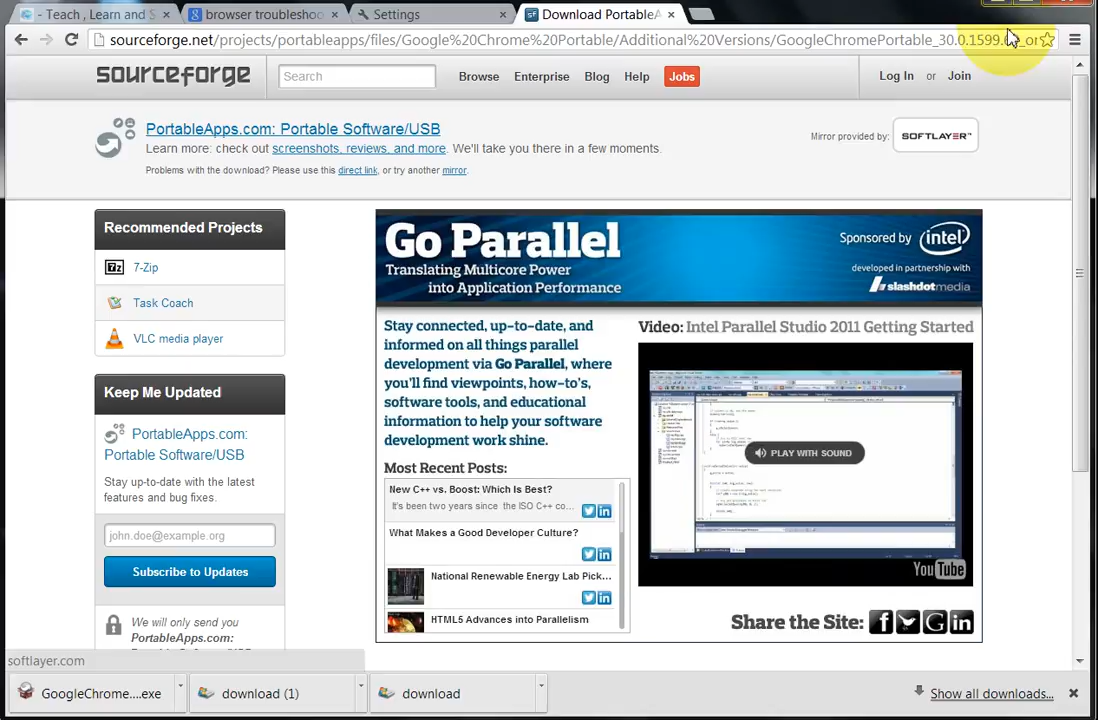 - Teach , Learn and S
browser troubleshoo
Settings
Download PortableA
sourceforge.net/projects/portableapps/files/Google%20Chrome%20Portable/Additional%20Versions/GoogleChromePortable_30.0.1599.
sourceforge
Search
Browse
Enterprise
Blog
Help
Jobs
Log In or Join
PortableApps.com: Portable Software/USB
Learn more: check out screenshots, reviews, and more. We'll take you there in a few moments.
Problems with the download? Please use this direct link, or try another mirror.
Mirror provided by:
SOFTLAYER
Recommended Projects
7-Zip
Task Coach
VLC media player
Keep Me Updated
PortableApps.com:
Portable Software/USB
Stay up-to-date with the latest
features and bug fixes.
john.doe@example.org
Subscribe to Updates
We will only send you
PortableApps.com:
Go Parallel
Translating Multicore Power
into Application Performance
Sponsored by intel
developed in partnership with
slashdotmedia
Stay connected, up-to-date, and
informed on all things parallel
development via Go Parallel, where
you'll find viewpoints, how-to's,
software tools, and educational
information to help your software
development work shine.
Most Recent Posts:
New C++ vs. Boost: Which Is Best?
It's been two years since the ISO C++ co...
What Makes a Good Developer Culture?
National Renewable Energy Lab Pick...
HTML5 Advances into Parallelism
Video: Intel Parallel Studio 2011 Getting Started
PLAY WITH SOUND
YouTube
Share the Site:
softlayer.com
GoogleChrome....exe
download (1)
download
Show all downloads...